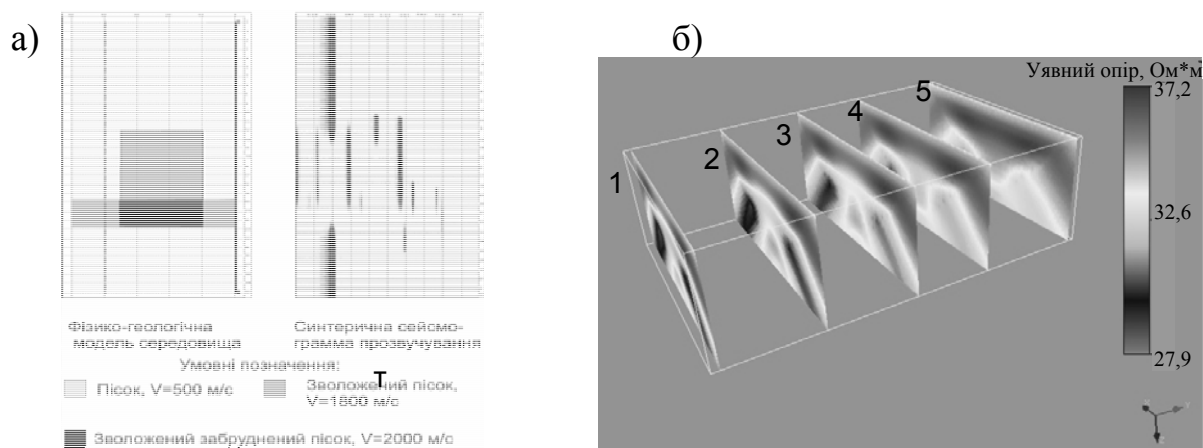 а)
б)
Уявний опір, Ом*м
37,2
32,6
27,9
1
2
3
4
5
Фізико-геологічна
модель середовища
Синтерична сейсмо-
грамма прозвучування
Умовні позначення:
Пісок, V=500 м/с
Т
Зволожений пісок,
V=1800 м/с
Зволожений забруднений пісок, V=2000 м/с